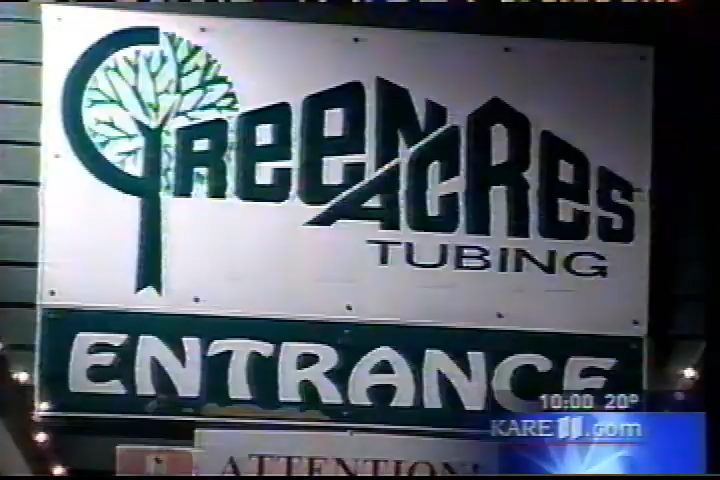 GREENACRES
TUBING
ENTRANCE
10:00 20°
KARE 11.com
ATTENTION!